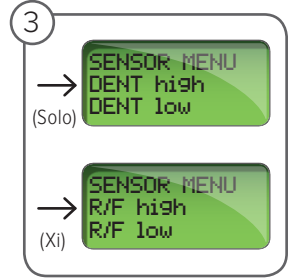 3
SENSOR MENU
DENT high
DENT low
(Solo)
SENSOR MENU
R/F high
R/F low
(Xi)